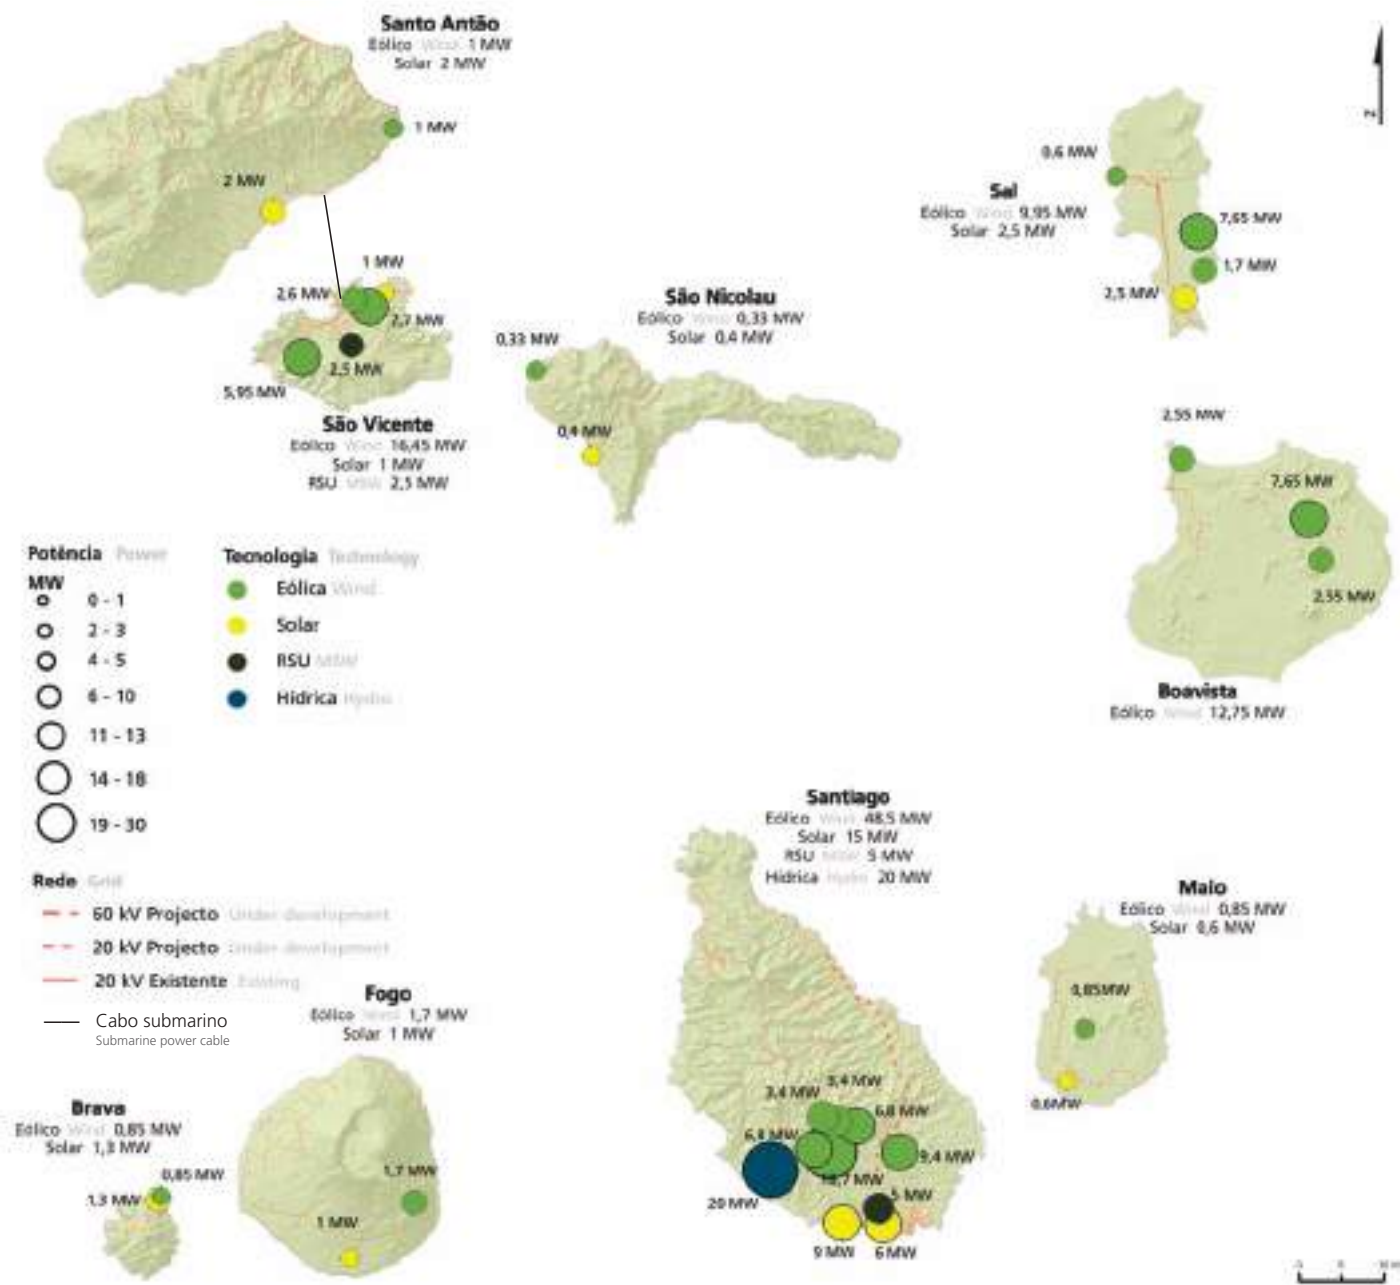 Santo Antão
Eólico Wind 1 MW
Solar 2 MW
1 MW
2 MW
1 MW
2.6 MW
2,7 MW
2,5 MW
5,95 MW
São Vicente
Eólico Wind 16,45 MW
Solar 1 MW
RSU MSW 2,5 MW
São Nicolau
Eólico Wind 0,33 MW
Solar 0,4 MW
0,33 MW
0,4 MW
0,6 MW
Sal
Eólico Wind 9,95 MW
Solar 2,5 MW
7,65 MW
1,7 MW
2,5 MW
2,55 MW
7,65 MW
2,55 MW
Boavista
Eólico Wind 12,75 MW
Z
Potência Power
MW
0 - 1
2 - 3
4 - 5
6 - 10
11 - 13
14 - 18
19 - 30
Tecnologia Technology
Eólica Wind
Solar
RSU MSW
Hídrica Hydro
Rede Grid
60 kV Projecto Under development
20 kV Projecto Under development
20 kV Existente Existing
Cabo submarino
Submarine power cable
Santiago
Eólico Wind 48,5 MW
Solar 15 MW
RSU MSW 5 MW
Hídrica Hydro 20 MW
3,4 MW
3,4 MW
6,8 MW
6,8 MW
9,4 MW
MW
5 MW
20 MW
9 MW
6 MW
Maio
Eólico Wind 0,85 MW
Solar 0,6 MW
0,85MW
0,6MW
Fogo
Eólico Wind 1,7 MW
Solar 1 MW
1,7 MW
1 MW
Brava
Eólico Wind 0,85 MW
Solar 1,3 MW
0,85 MW
1,3 MW